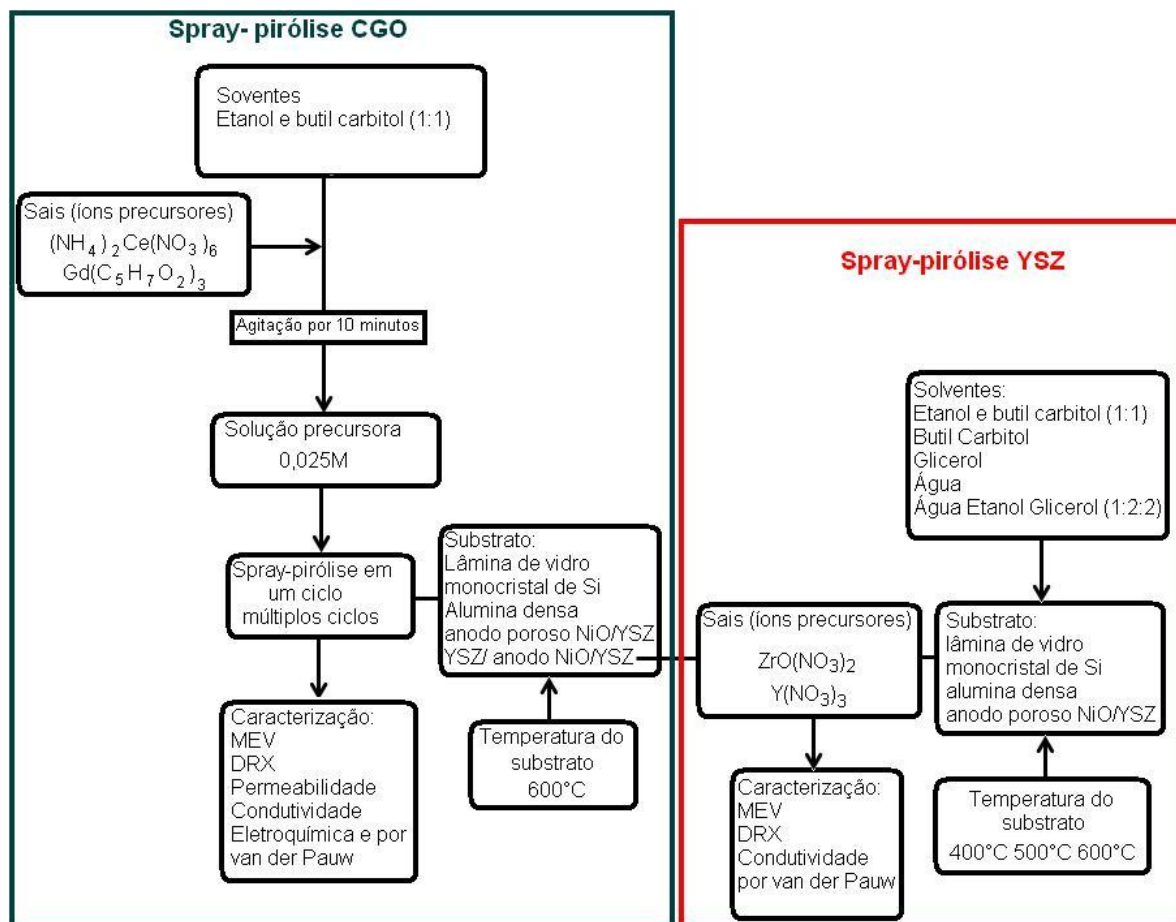 Spray- pirólise CGO
Soventes
Etanol e butil carbitol (1:1)
Sais (íons precursores)
(NH4)2Ce(NO3)6
Gd(C5H7O2)3
Agitação por 10 minutos
Solução precursora
0,025M
Spray-pirólise em
um ciclo
múltiplos ciclos
Substrato:
Lâmina de vidro
monocristal de Si
Alumina densa
anodo poroso NiO/YSZ
YSZ/ anodo NiO/YSZ
Temperatura do
substrato
600°C
Caracterização:
MEV
DRX
Permeabilidade
Condutividade
Eletroquímica e por
van der Pauw
Spray-pirólise YSZ
Solventes:
Etanol e butil carbitol (1:1)
Butil Carbitol
Glicerol
Água
Água Etanol Glicerol (1:2:2)
Sais (íons precursores)
ZrO(NO3)2
Y(NO3)3
Substrato:
lâmina de vidro
monocristal de Si
alumina densa
anodo poroso NiO/YSZ
Caracterização:
MEV
DRX
Condutividade
por van der Pauw
Temperatura do
substrato
400°C 500°C 600°C